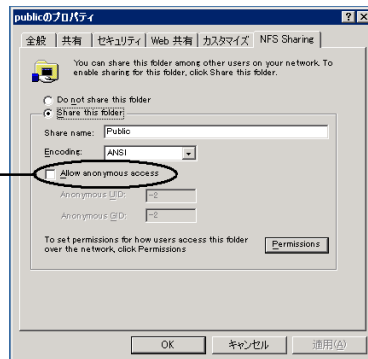 publicのプロパティ
全般 共有 セキュリティ Web 共有 カスタマイズ NFS Sharing
You can share this folder among other users on your network. To
enable sharing for this folder, click Share this folder.
Do not share this folder
Share this folder
Share name: Public
Encoding: ANSI
Allow anonymous access
Anonymous UID: -2
Anonymous GID: -2
To set permissions for how users access this folder
over the network, click Permissions
Permissions
OK キャンセル 適用(A)